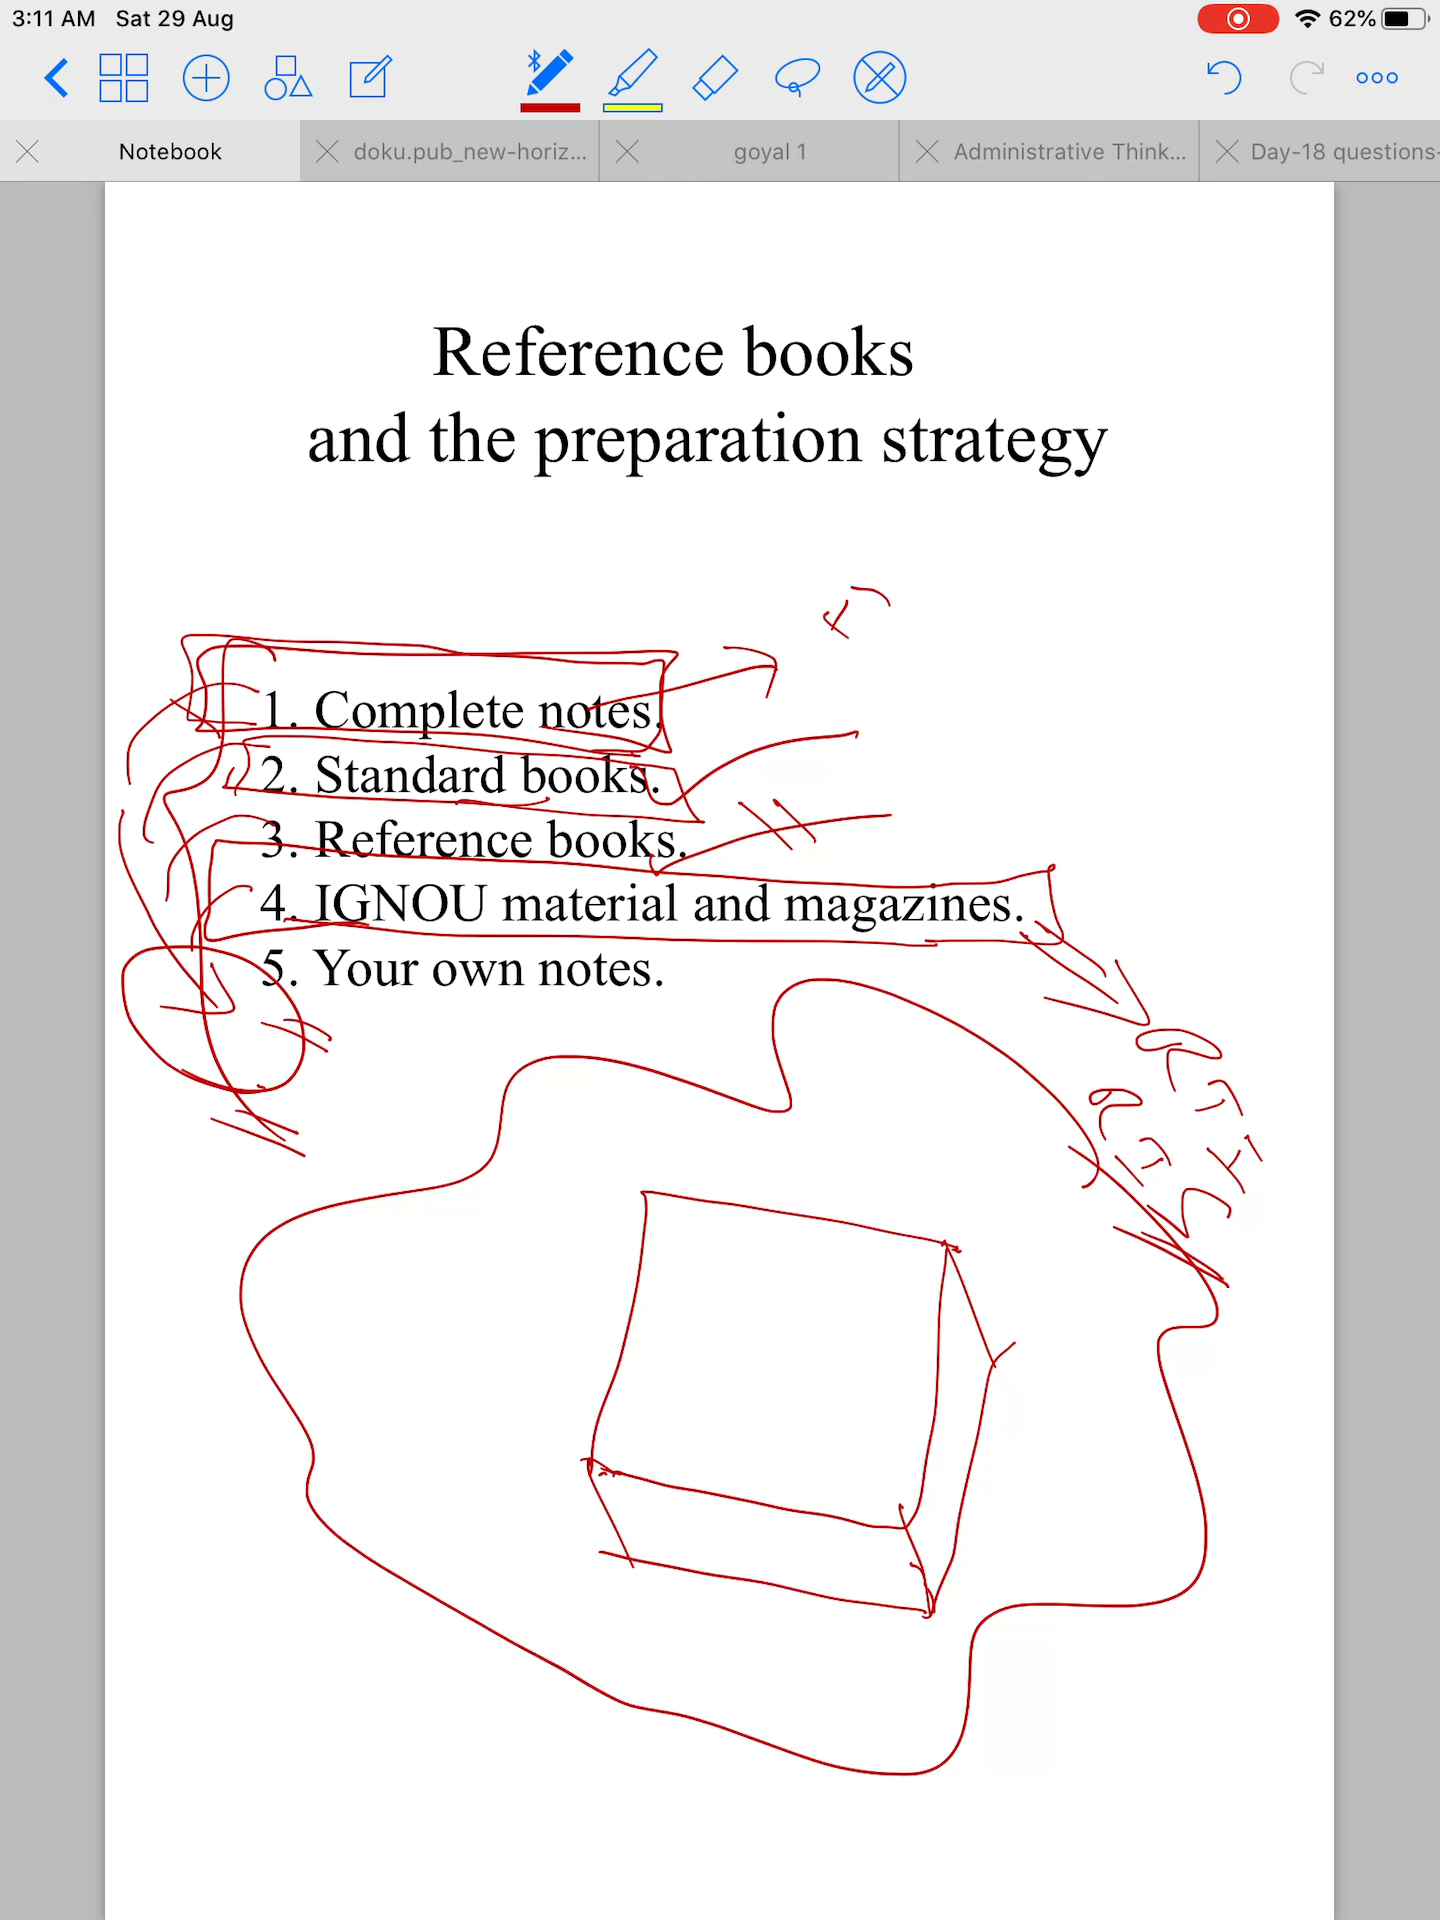 3:11 AM Sat 29 Aug 62%
Notebook doku.pub_new-horiz... goyal 1 Administrative Think... Day-18 questions-
Reference books
and the preparation strategy
1. Complete notes.
2. Standard books.
3. Reference books.
4. IGNOU material and magazines.
5. Your own notes.